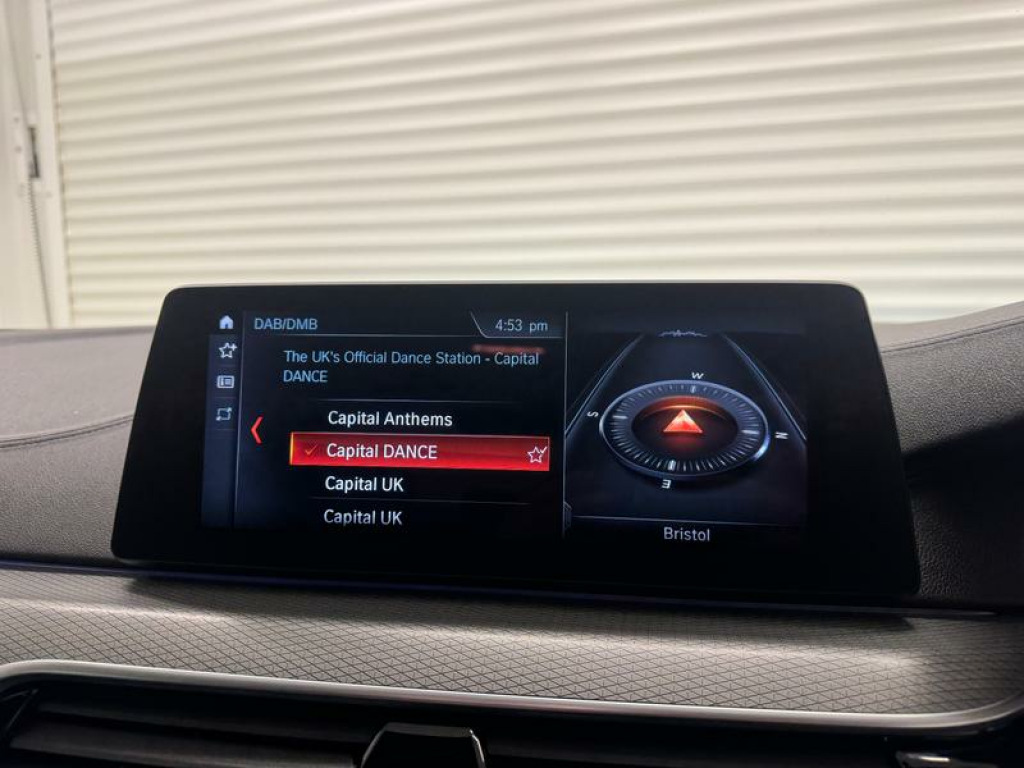 DAB/DMB
4:53 pm
The UK's Official Dance Station - Capital
DANCE
Capital Anthems
Capital DANCE
Capital UK
Capital UK
W
S
N
E
Bristol